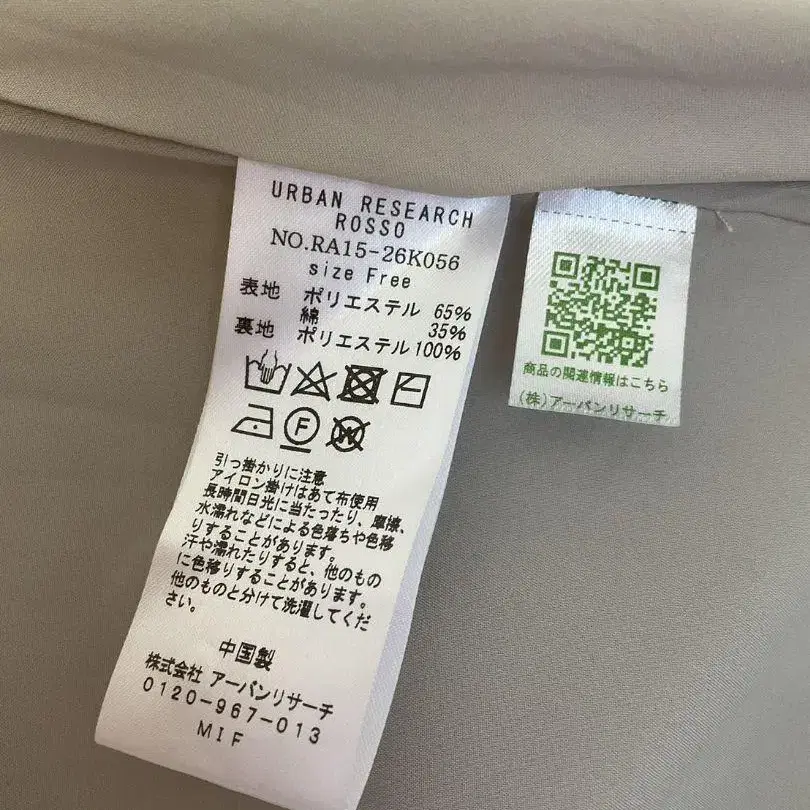 URBAN RESEARCH
ROSSO
NO.RA15-26K056
size Free
表地 ポリエステル 65%
綿 35%
裏地 ポリエステル 100%
F
W
引っ掛かりに注意
アイロン掛けはあて布使用
長時間日光に当たったり、摩擦、
水濡れなどによる色落ちや色移
りすることがあります。
汗や濡れたりすると、他のもの
に色移りすることがあります。
他のものと分けて洗濯してくだ
さい。
中国製
株式会社 アーバンリサーチ
0120-967-013
MIF
商品の関連情報はこちら
(株)アーバンリサーチ